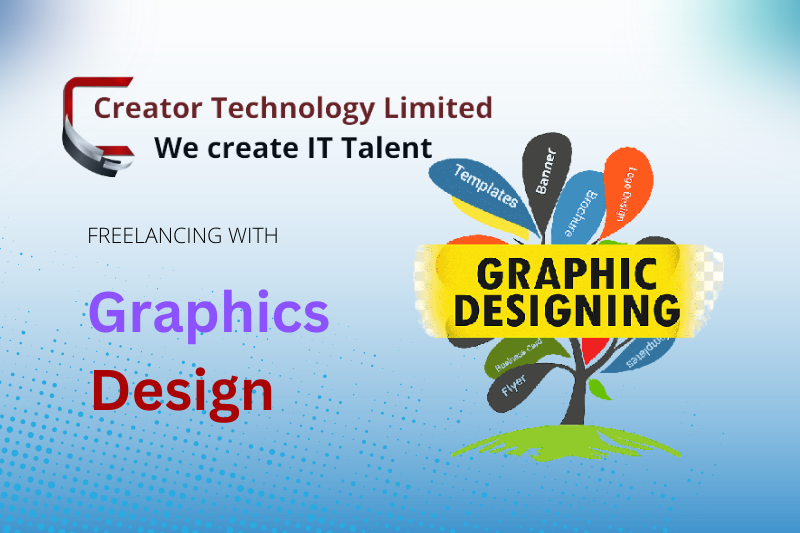 Creator Technology Limited
We create IT Talent
FREELANCING WITH
Graphics
Design
Templates
Banner
Brochure
Logo Design
GRAPHIC
DESIGNING
Business Card
Flyer
Templates